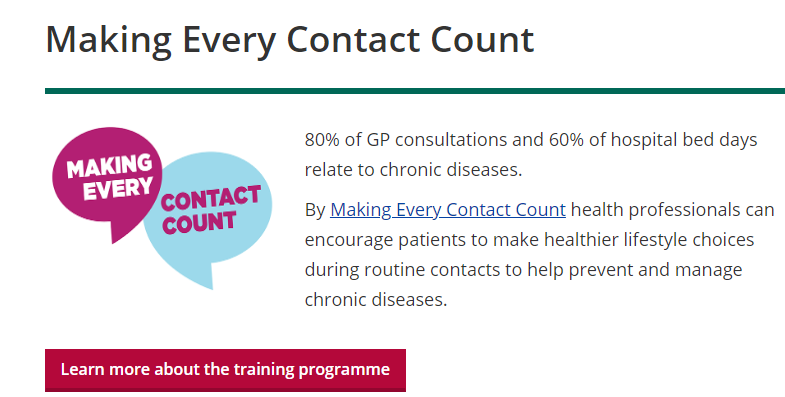 Making Every Contact Count
MAKING
EVERY
CONTACT
COUNT
80% of GP consultations and 60% of hospital bed days
relate to chronic diseases.
By Making Every Contact Count health professionals can
encourage patients to make healthier lifestyle choices
during routine contacts to help prevent and manage
chronic diseases.
Learn more about the training programme